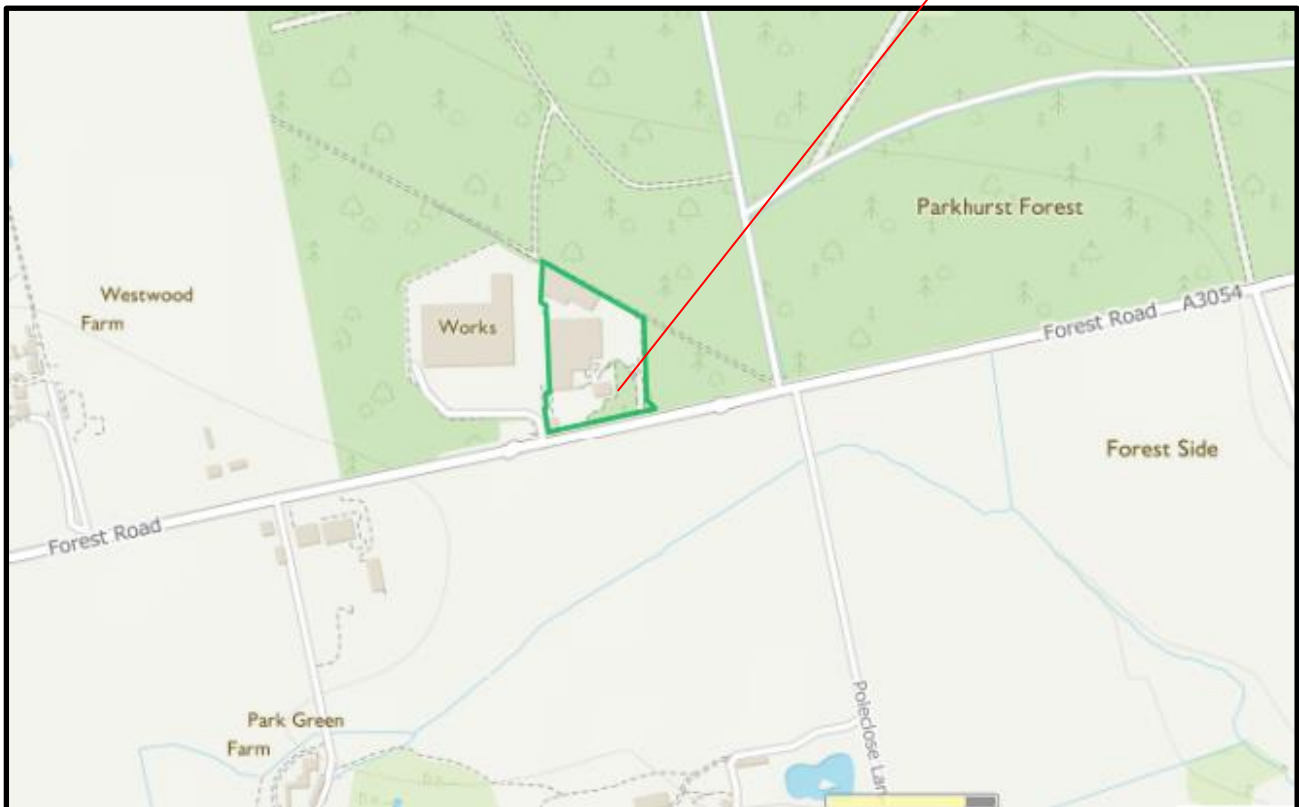 Parkhurst Forest
Westwood
Farm
Works
Forest Road A3054
Forest Side
Forest Road
Park Green
Farm
Poleclose Lan